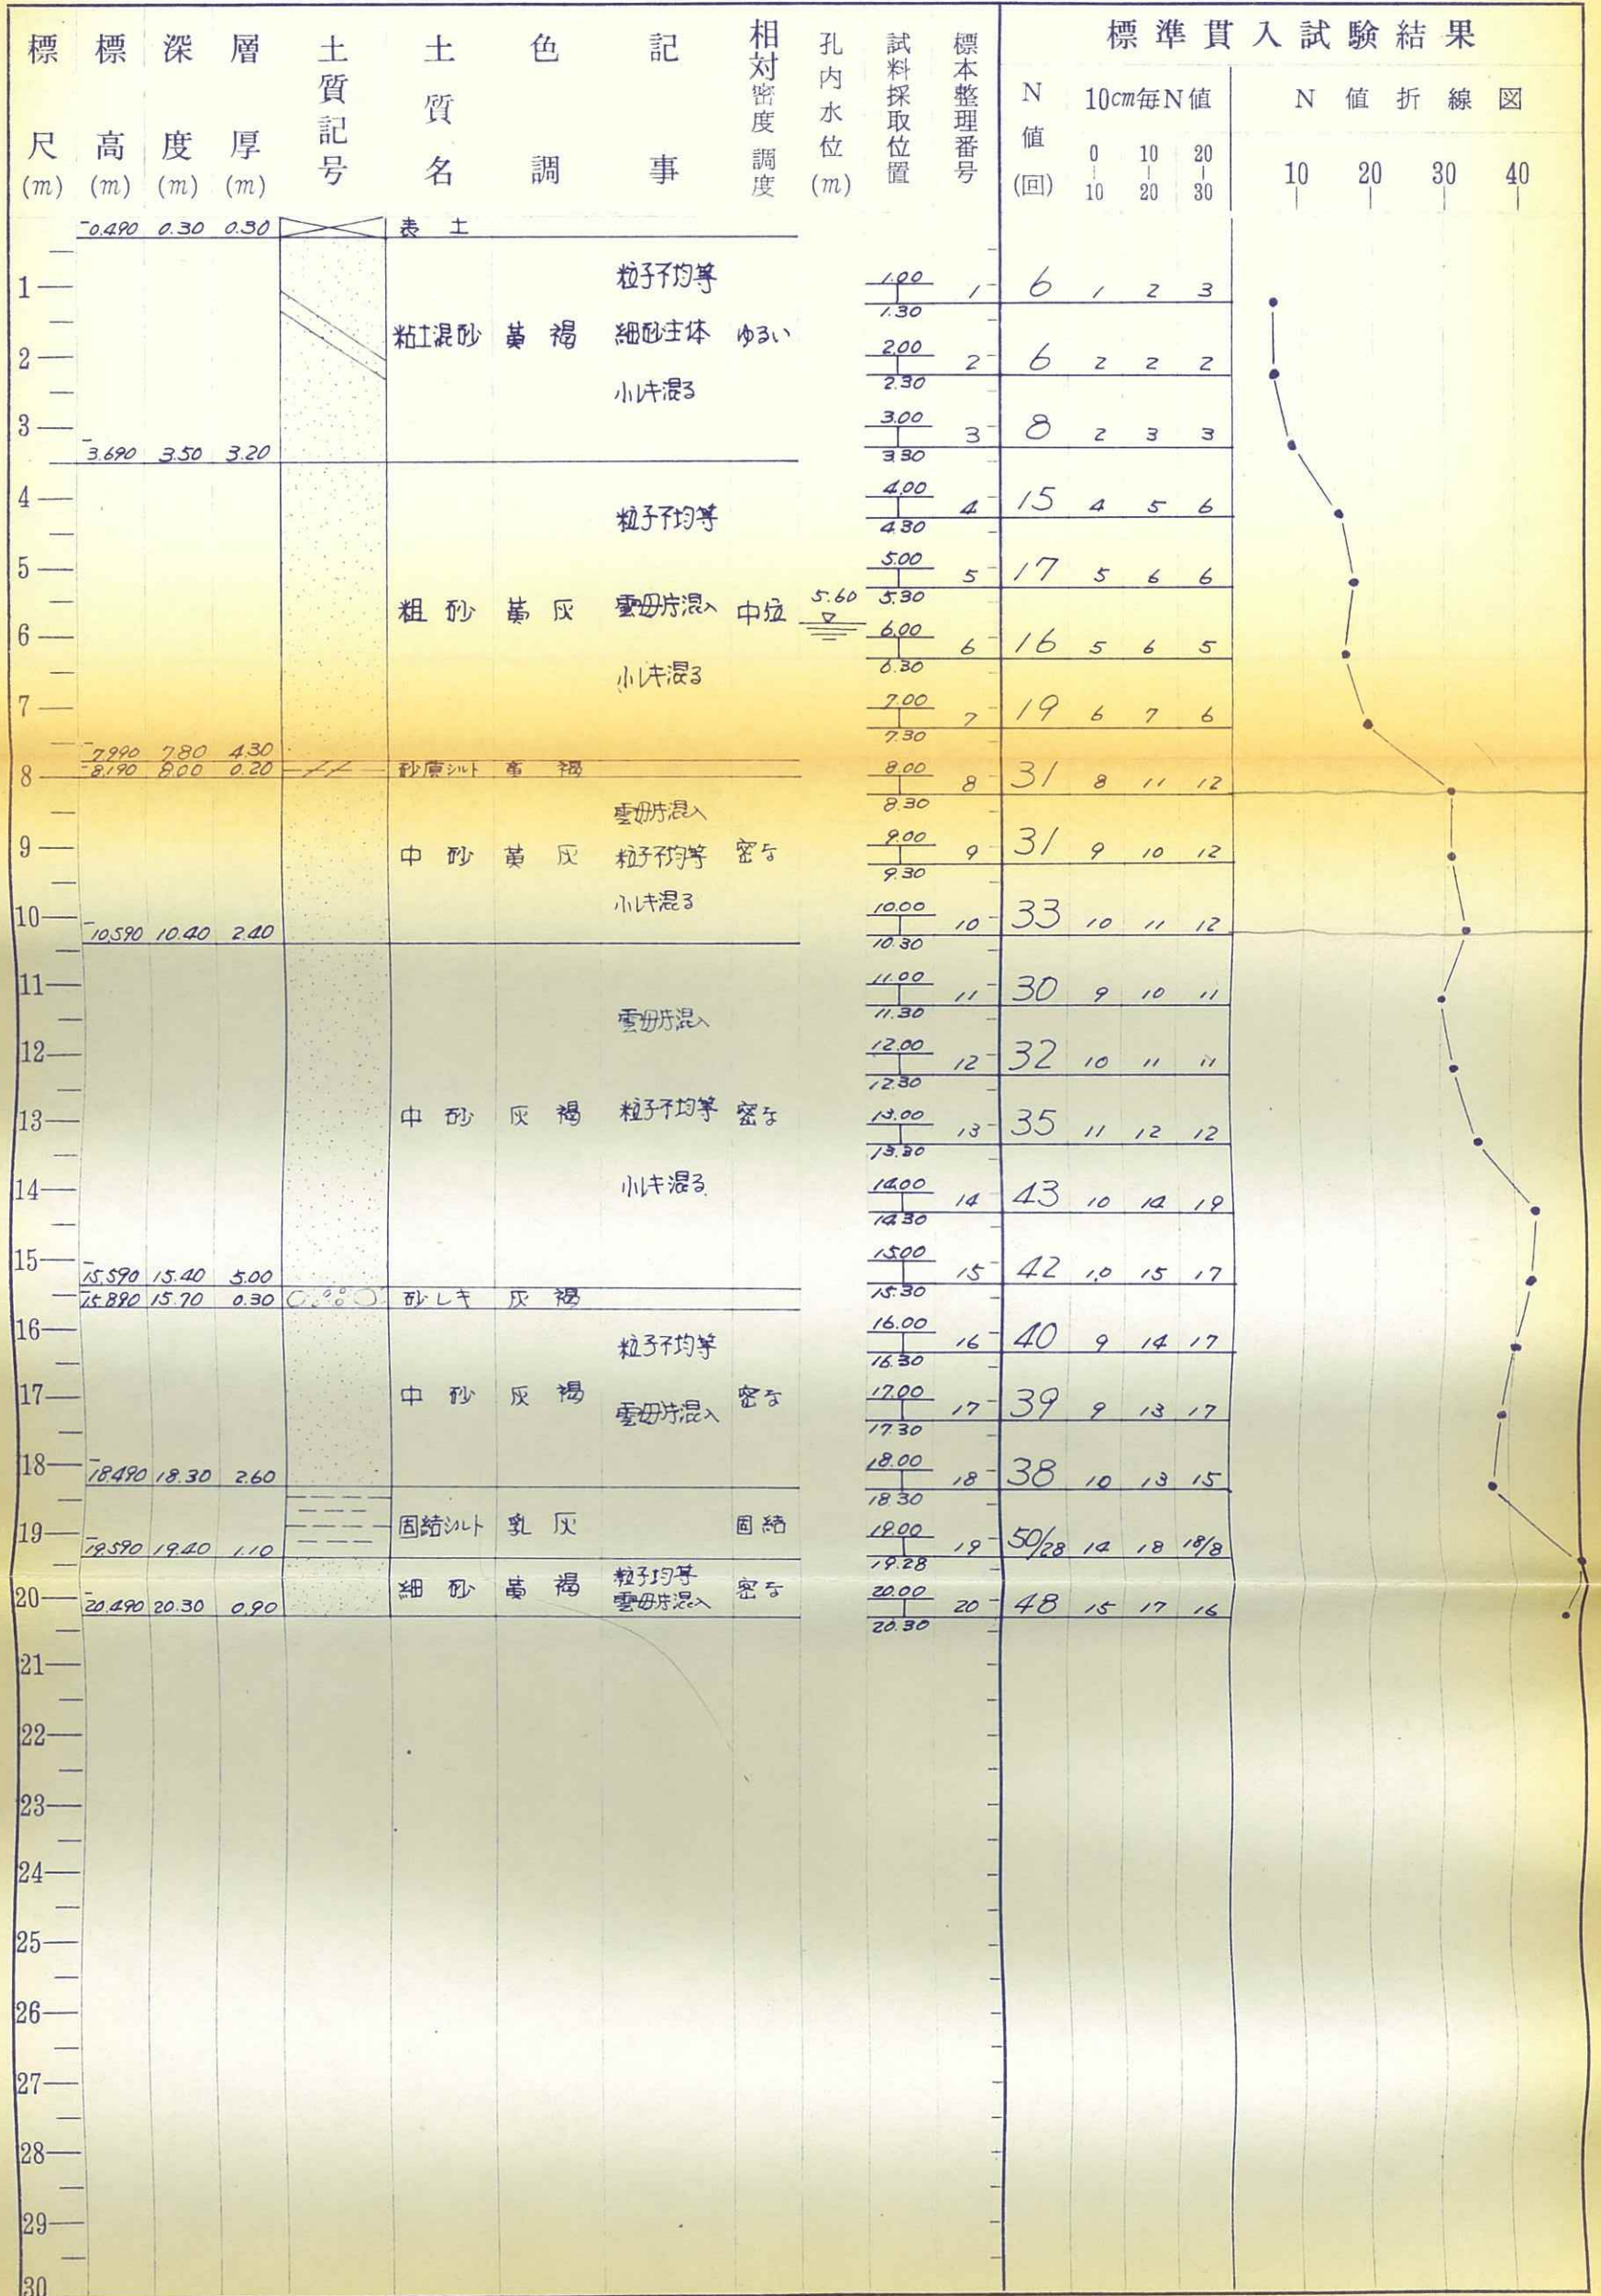 標尺(m) 標高(m) 深度(m) 層厚(m) 土質記号 土質名 色調 記事 相対密度調度 孔内水位(m) 試料採取位置 標本整理番号 標準貫入試験結果
N値(回) 10cm毎N値 N値折線図
0-10 10-20 20-30 10 20 30 40
-0.490 0.30 0.30 表土
粒子不均等
1 1.00 1.30 1 6 1 2 3
粘土混砂 黄褐 細砂主体 ゆるい
2 2.00 2.30 2 6 2 2 2
小レキ混る
3 3.00 3.30 3 8 2 3 3
-3.690 3.50 3.20
4 4.00 4.30 4 15 4 5 6
粒子不均等
5 5.00 5.30 5 17 5 6 6
粗砂 黄灰 雲母片混入 中位 5.60
6 6.00 6.30 6 16 5 6 5
小レキ混る
7 7.00 7.30 7 19 6 7 6
-7.990 7.80 4.30
-8.190 8.00 0.20 砂質シルト 黄褐
8 8.00 8.30 8 31 8 11 12
雲母片混入
9 中砂 黄灰 粒子不均等 密な 9.00 9.30 9 31 9 10 12
小レキ混る
10 10.00 10.30 10 33 10 11 12
-10.590 10.40 2.40
11 11.00 11.30 11 30 9 10 11
雲母片混入
12 12.00 12.30 12 32 10 11 11
13 中砂 灰褐 粒子不均等 密な 13.00 13.30 13 35 11 12 12
14 小レキ混る 14.00 14.30 14 43 10 14 19
15 15.00 15.30 15 42 10 15 17
-15.590 15.40 5.00
-15.890 15.70 0.30 砂レキ 灰褐
16 粒子不均等 16.00 16.30 16 40 9 14 17
17 中砂 灰褐 雲母片混入 密な 17.00 17.30 17 39 9 13 17
18 -18.490 18.30 2.60 18.00 18.30 18 38 10 13 15
固結シルト 乳灰 固結
19 -19.590 19.40 1.10 19.00 19.28 19 50/28 14 18 18/8
細砂 黄褐 粒子均等 密な
20 -20.490 20.30 0.90 雲母片混入 20.00 20.30 20 48 15 17 16
21
22
23
24
25
26
27
28
29
30